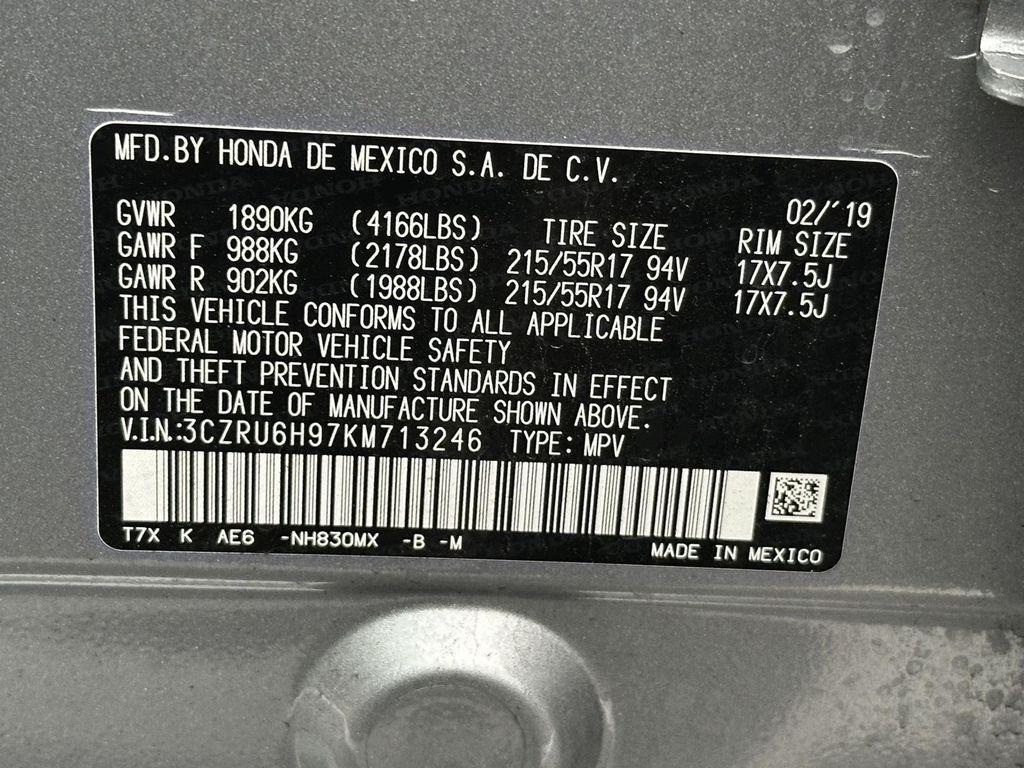 MFD.BY HONDA DE MEXICO S.A. DE C.V.
02/'19
GVWR 1890KG (4166LBS) TIRE SIZE RIM SIZE
GAWR F 988KG (2178LBS) 215/55R17 94V 17X7.5J
GAWR R 902KG (1988LBS) 215/55R17 94V 17X7.5J
THIS VEHICLE CONFORMS TO ALL APPLICABLE
FEDERAL MOTOR VEHICLE SAFETY
AND THEFT PREVENTION STANDARDS IN EFFECT
ON THE DATE OF MANUFACTURE SHOWN ABOVE.
V.I.N.:3CZRU6H97KM713246 TYPE: MPV
T7X K AE6 -NH830MX -B -M
MADE IN MEXICO